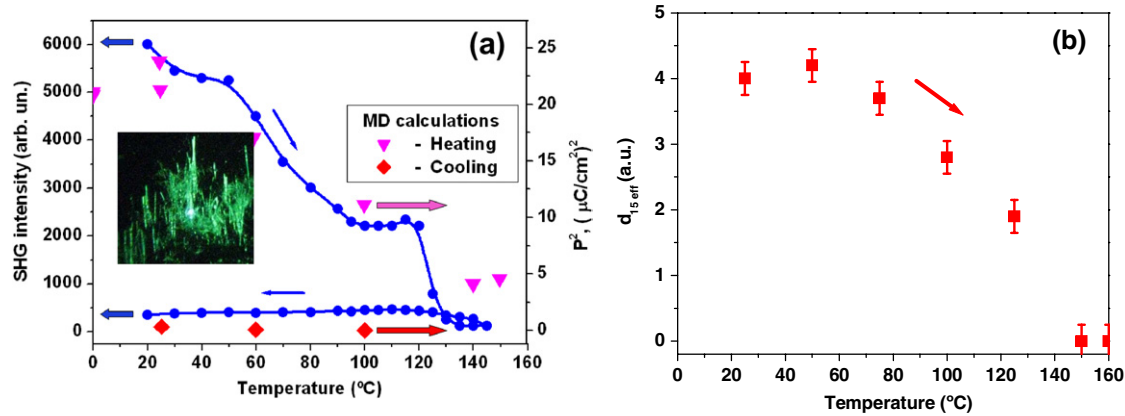 (a)
SHG intensity (arb. un.)
6000
5000
4000
3000
2000
1000
0
MD calculations
- Heating
- Cooling
25
20
15
10
5
0
P², ( μC/cm²)²
0 20 40 60 80 100 120 140 160
Temperature (ºC)
(b)
d₁₅ eff (a.u.)
5
4
3
2
1
0
0 20 40 60 80 100 120 140 160
Temperature (ºC)